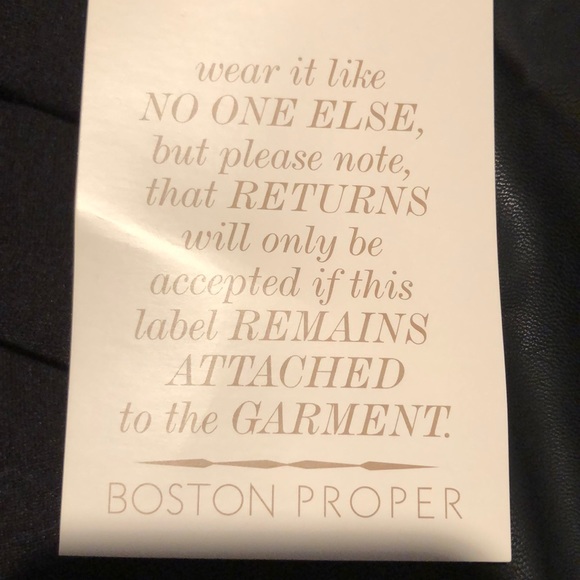 wear it like
NO ONE ELSE,
but please note,
that RETURNS
will only be
accepted if this
label REMAINS
ATTACHED
to the GARMENT.
BOSTON PROPER